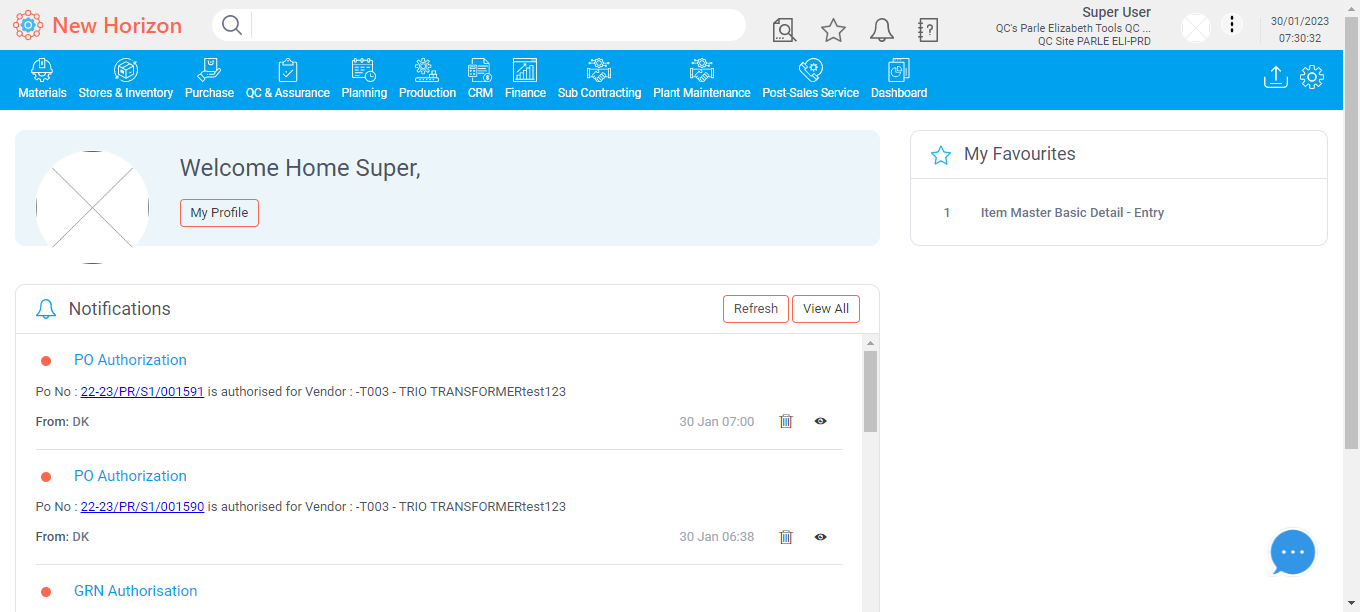 New Horizon
Super User
QC's Parle Elizabeth Tools QC ...
QC Site PARLE ELI-PRD
30/01/2023
07:30:32
Materials
Stores & Inventory
Purchase
QC & Assurance
Planning
Production
CRM
Finance
Sub Contracting
Plant Maintenance
Post-Sales Service
Dashboard
Welcome Home Super,
My Profile
My Favourites
1 Item Master Basic Detail - Entry
Notifications
Refresh
View All
PO Authorization
Po No : 22-23/PR/S1/001591 is authorised for Vendor : -T003 - TRIO TRANSFORMERtest123
From: DK 30 Jan 07:00
PO Authorization
Po No : 22-23/PR/S1/001590 is authorised for Vendor : -T003 - TRIO TRANSFORMERtest123
From: DK 30 Jan 06:38
GRN Authorisation